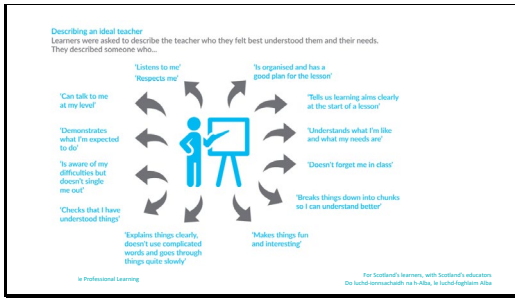 Describing an ideal teacher
Learners were asked to describe the teacher who they felt best understood them and their needs.
They described someone who...
'Listens to me'
'Respects me'
'Is organised and has a
good plan for the lesson'
'Can talk to me
at my level'
'Tells us learning aims clearly
at the start of a lesson'
'Demonstrates
what I'm expected
to do'
'Understands what I'm like
and what my needs are'
'Is aware of my
difficulties but
doesn't single
me out'
'Doesn't forget me in class'
'Checks that I have
understood things'
'Breaks things down into chunks
so I can understand better'
'Explains things clearly,
doesn't use complicated
words and goes through
things quite slowly'
'Makes things fun
and interesting'
ie Professional Learning
For Scotland's learners, with Scotland's educators
Do luchd-ionnsachaidh na h-Alba, le luchd-foghlaim Alba